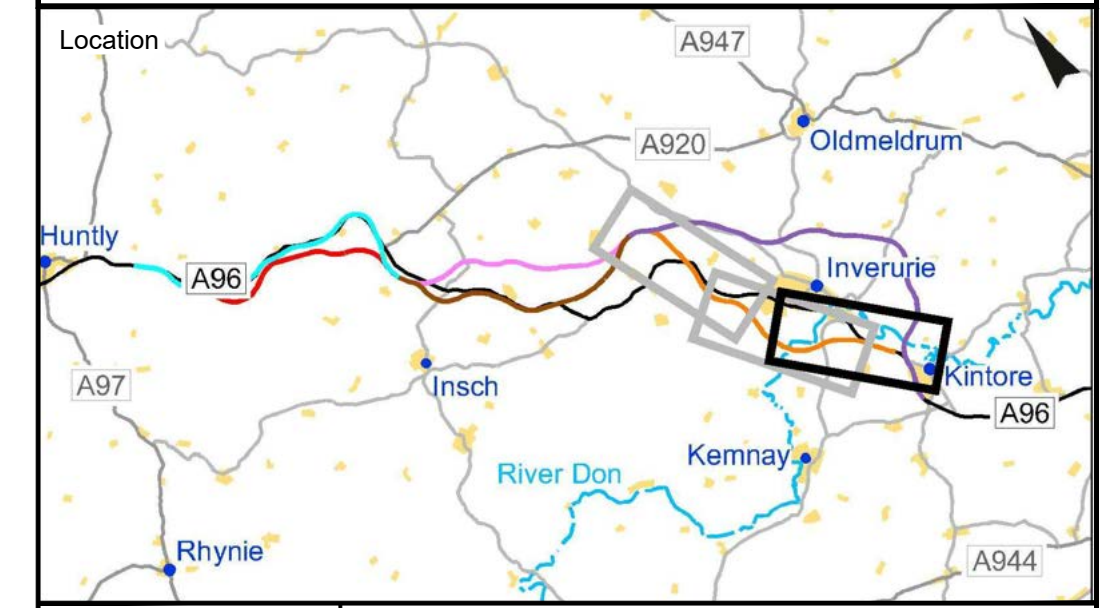 Location
A947
Oldmeldrum
A920
Huntly
A96
Inverurie
Insch
Kintore
A97
A96
Kemnay
River Don
Rhynie
A944